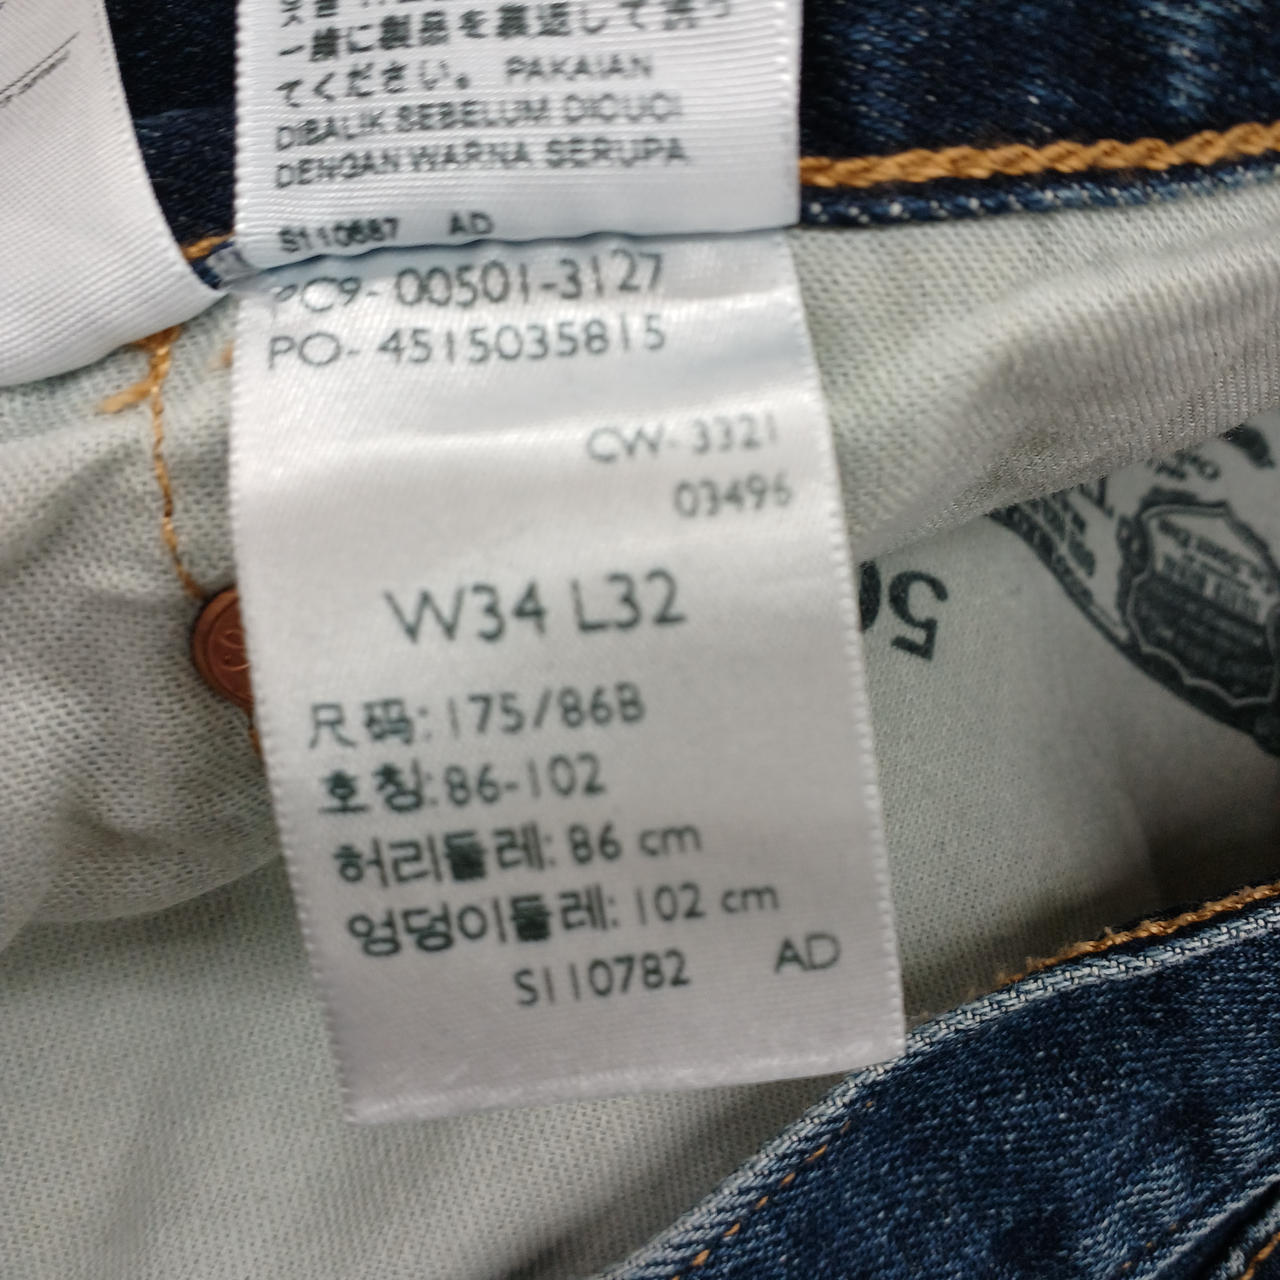 一緒に製品を裏返して洗っ
てください。 PAKAIAN
DIBALIK SEBELUM DICUCI
DENGAN WARNA SERUPA
S110687 AD
PC9- 00501-3127
PO- 4515035815
CW- 3321
03496
W34 L32
尺码: 175/86B
호칭: 86-102
허리둘레: 86 cm
엉덩이둘레: 102 cm
S110782 AD